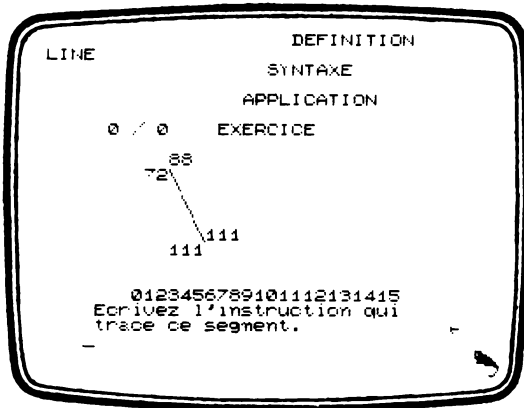 DEFINITION
LINE
SYNTAXE
APPLICATION
0 / 0 EXERCICE
88
72
111
111
0123456789101112131415
Ecrivez l'instruction qui
trace ce segment.